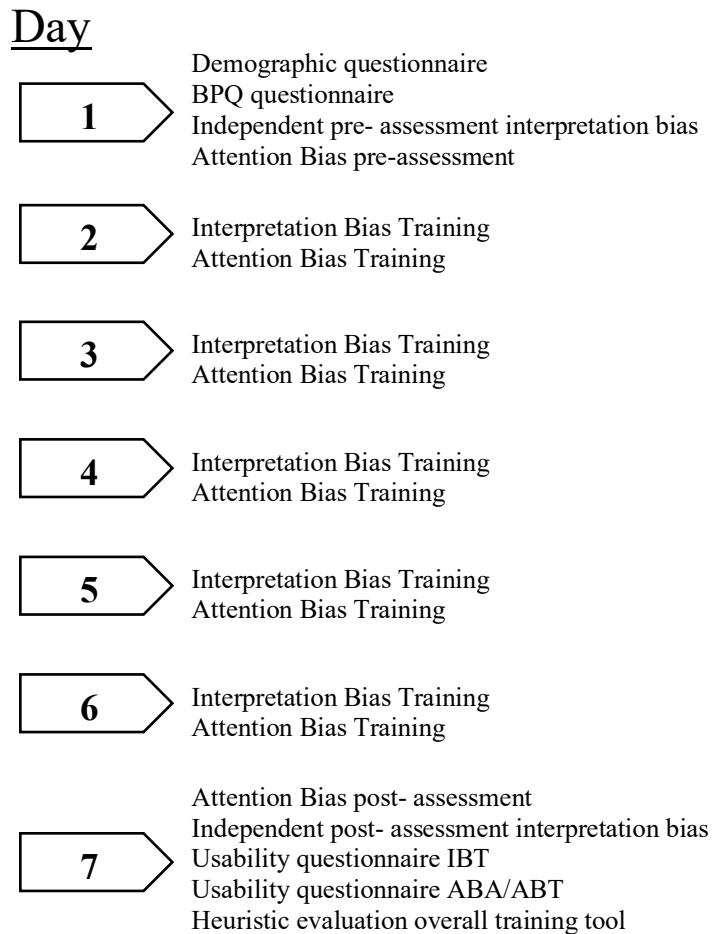 Day
1
Demographic questionnaire
BPQ questionnaire
Independent pre- assessment interpretation bias
Attention Bias pre-assessment
2
Interpretation Bias Training
Attention Bias Training
3
Interpretation Bias Training
Attention Bias Training
4
Interpretation Bias Training
Attention Bias Training
5
Interpretation Bias Training
Attention Bias Training
6
Interpretation Bias Training
Attention Bias Training
7
Attention Bias post- assessment
Independent post- assessment interpretation bias
Usability questionnaire IBT
Usability questionnaire ABA/ABT
Heuristic evaluation overall training tool